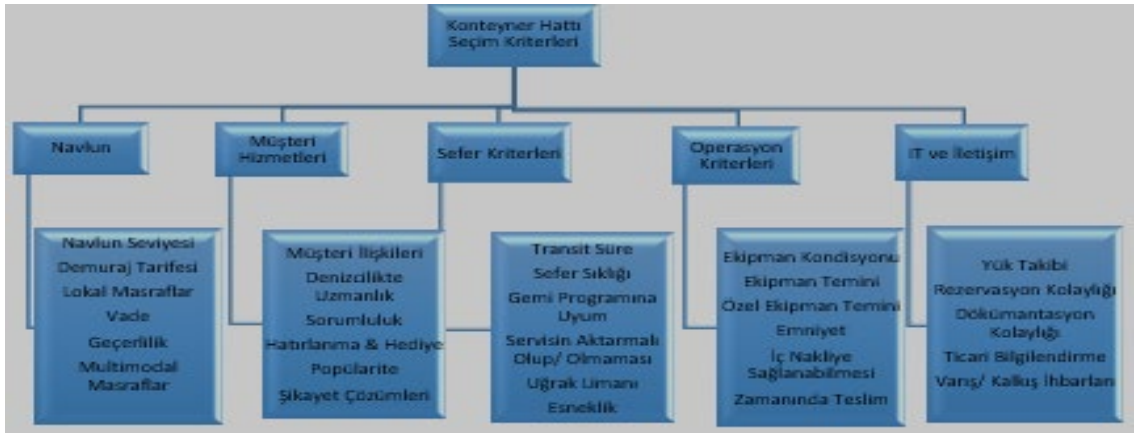 Konteyner Hattı
Seçim Kriterleri
Navlun
Müşteri
Hizmetleri
Sefer Kriterleri
Operasyon
Kriterleri
IT ve İletişim
Navlun Seviyesi
Demuraj Tarifesi
Lokal Masraflar
Vade
Geçerlilik
Multimodal
Masraflar
Müşteri İlişkileri
Denizcilikte
Uzmanlık
Sorumluluk
Hatırlanma & Hediye
Popülarite
Şikayet Çözümleri
Transit Süre
Sefer Sıklığı
Gemi Programına
Uyum
Servisin Aktarmalı
Olup/ Olmaması
Uğrak Limanı
Esneklik
Ekipman Kondisyonu
Ekipman Temini
Özel Ekipman Temini
Emniyet
İç Nakliye
Sağlanabilmesi
Zamanında Teslim
Yük Takibi
Rezervasyon Kolaylığı
Dökümantasyon
Kolaylığı
Ticari Bilgilendirme
Varış/ Kalkış İhbarları